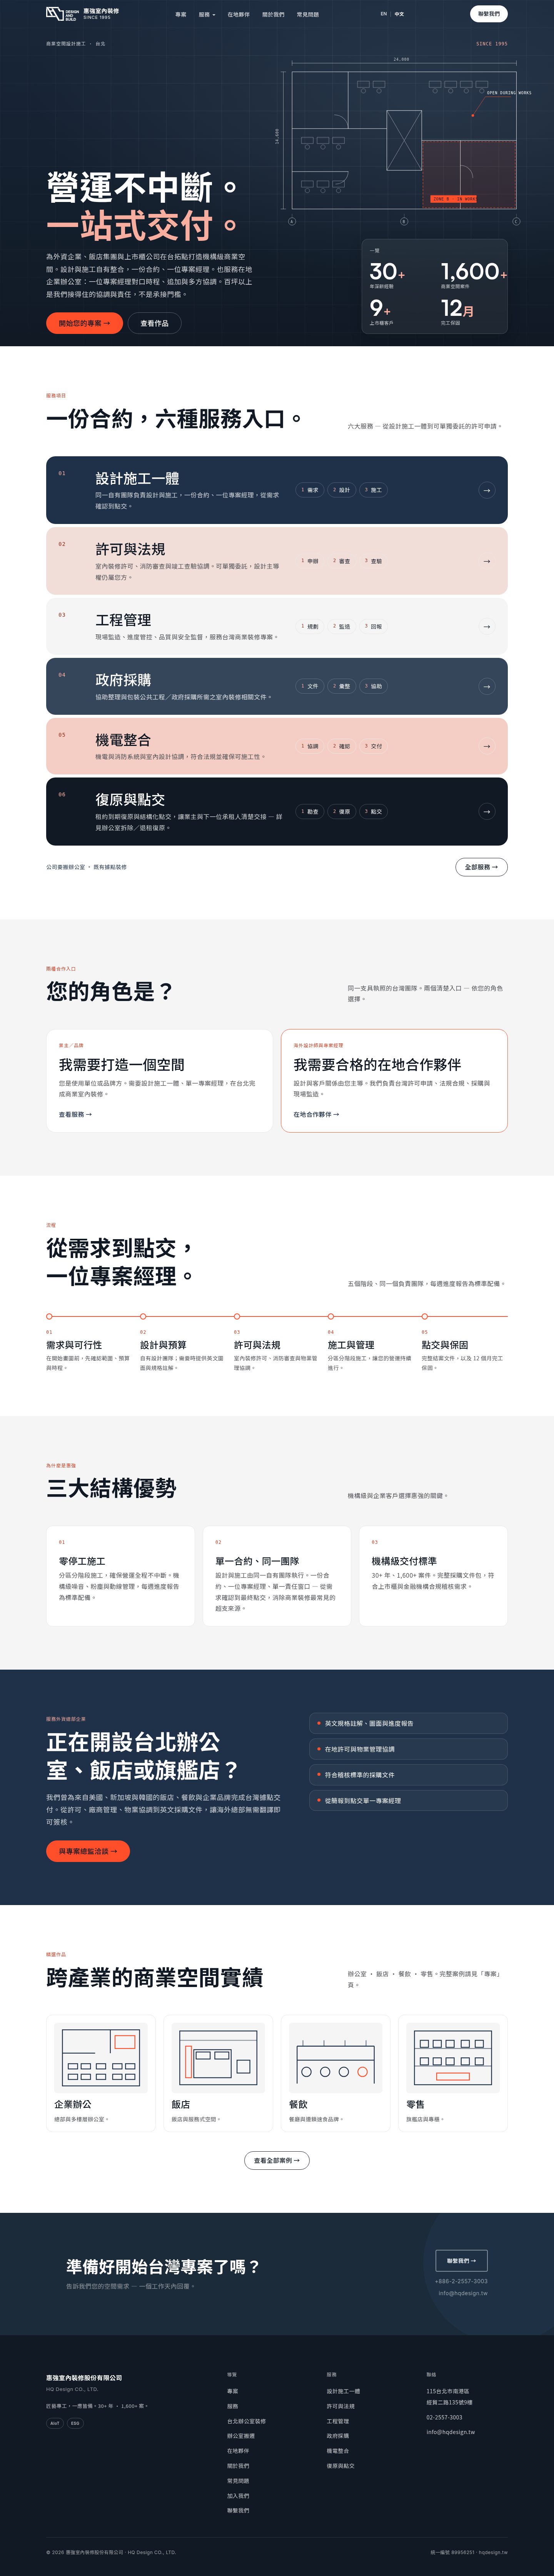 DESIGN
AND
BUILD
惠強室內裝修
SINCE 1995
專案
服務
在地夥伴
關於我們
常見問題
EN | 中文
聯繫我們
商業空間設計施工 · 台北
SINCE 1995
24,000
14,400
OPEN DURING WORKS
ZONE B · IN WORK
A
B
C
營運不中斷。
一站式交付。
為外資企業、飯店集團與上市櫃公司在台拓點打造機構級商業空
間。設計與施工自有整合，一份合約、一位專案經理。也服務在地
企業辦公室：一位專案經理對口時程、追加與多方協調。百坪以上
是我們接得住的協調與責任，不是承接門檻。
開始您的專案 →
查看作品
一覽
30+
年深耕經驗
1,600+
商業空間案件
9+
上市櫃客戶
12月
完工保固
服務項目
一份合約，六種服務入口。
六大服務 — 從設計施工一體到可單獨委託的許可申請。
01
設計施工一體
同一自有團隊負責設計與施工，一份合約、一位專案經理，從需求
確認到點交。
1 需求
2 設計
3 施工
→
02
許可與法規
室內裝修許可、消防審查與竣工查驗協調。可單獨委託，設計主導
權仍屬您方。
1 申辦
2 審查
3 查驗
→
03
工程管理
現場監造、進度管控、品質與安全監督，服務台灣商業裝修專案。
1 規劃
2 監造
3 回報
→
04
政府採購
協助整理與包裝公共工程／政府採購所需之室內裝修相關文件。
1 文件
2 彙整
3 協助
→
05
機電整合
機電與消防系統與室內設計協調，符合法規並確保可施工性。
1 協調
2 確認
3 交付
→
06
復原與點交
租約到期復原與結構化點交，讓業主與下一位承租人清楚交接 — 詳
見辦公室拆除／退租復原。
1 勘查
2 復原
3 點交
→
公司要搬辦公室 · 既有據點裝修
全部服務 →
兩種合作入口
您的角色是？
同一支具執照的台灣團隊。兩個清楚入口 — 依您的角色
選擇。
業主／品牌
我需要打造一個空間
您是使用單位或品牌方。需要設計施工一體、單一專案經理，在台北完
成商業室內裝修。
查看服務 →
海外設計師與專案經理
我需要合格的在地合作夥伴
設計與客戶關係由您主導。我們負責台灣許可申請、法規合規、採購與
現場監造。
在地合作夥伴 →
流程
從需求到點交，
一位專案經理。
五個階段、同一個負責團隊，每週進度報告為標準配備。
01
需求與可行性
在開始畫圖前，先確認範圍、預算
與時程。
02
設計與預算
自有設計團隊；需要時提供英文圖
面與規格註解。
03
許可與法規
室內裝修許可、消防審查與物業管
理協調。
04
施工與管理
分區分階段施工，讓您的營運持續
進行。
05
點交與保固
完整結案文件，以及 12 個月完工
保固。
為什麼是惠強
三大結構優勢
機構級與企業客戶選擇惠強的關鍵。
01
零停工施工
分區分階段施工，確保營運全程不中斷。機
構級噪音、粉塵與動線管理，每週進度報告
為標準配備。
02
單一合約、同一團隊
設計與施工由同一自有團隊執行。一份合
約，一位專案經理，單一責任窗口 — 從需
求確認到最終點交，消除商業裝修最常見的
超支來源。
03
機構級交付標準
30+ 年、1,600+ 案件。完整採購文件包，符
合上市櫃與金融機構合規稽核需求。
服務外資總部企業
正在開設台北辦公
室、飯店或旗艦店？
我們曾為來自美國、新加坡與韓國的飯店、餐飲與企業品牌完成台灣據點交
付。從許可、廠商管理、物業協調到英文採購文件，讓海外總部無需翻譯即
可簽核。
與專案總監洽談 →
英文規格註解、圖面與進度報告
在地許可與物業管理協調
符合稽核標準的採購文件
從簡報到點交單一專案經理
精選作品
跨產業的商業空間實績
辦公室 · 飯店 · 餐飲 · 零售。完整案例請見「專案」
頁。
企業辦公
總部與多樓層辦公室。
飯店
飯店與服務式空間。
餐飲
餐廳與連鎖速食品牌。
零售
旗艦店與專櫃。
查看全部案例 →
準備好開始台灣專案了嗎？
告訴我們您的空間需求 — 一個工作天內回覆。
聯繫我們 →
+886-2-2557-3003
info@hqdesign.tw
惠強室內裝修股份有限公司
HQ Design CO., LTD.
匠藝專工，一應俱備。30+ 年 · 1,600+ 案。
AIoT
ESG
導覽
專案
服務
台北辦公室裝修
辦公室搬遷
在地夥伴
關於我們
常見問題
加入我們
聯繫我們
服務
設計施工一體
許可與法規
工程管理
政府採購
機電整合
復原與點交
聯絡
115台北市南港區
經貿二路135號9樓
02-2557-3003
info@hqdesign.tw
© 2026 惠強室內裝修股份有限公司 · HQ Design CO., LTD.
統一編號 89656251 · hqdesign.tw